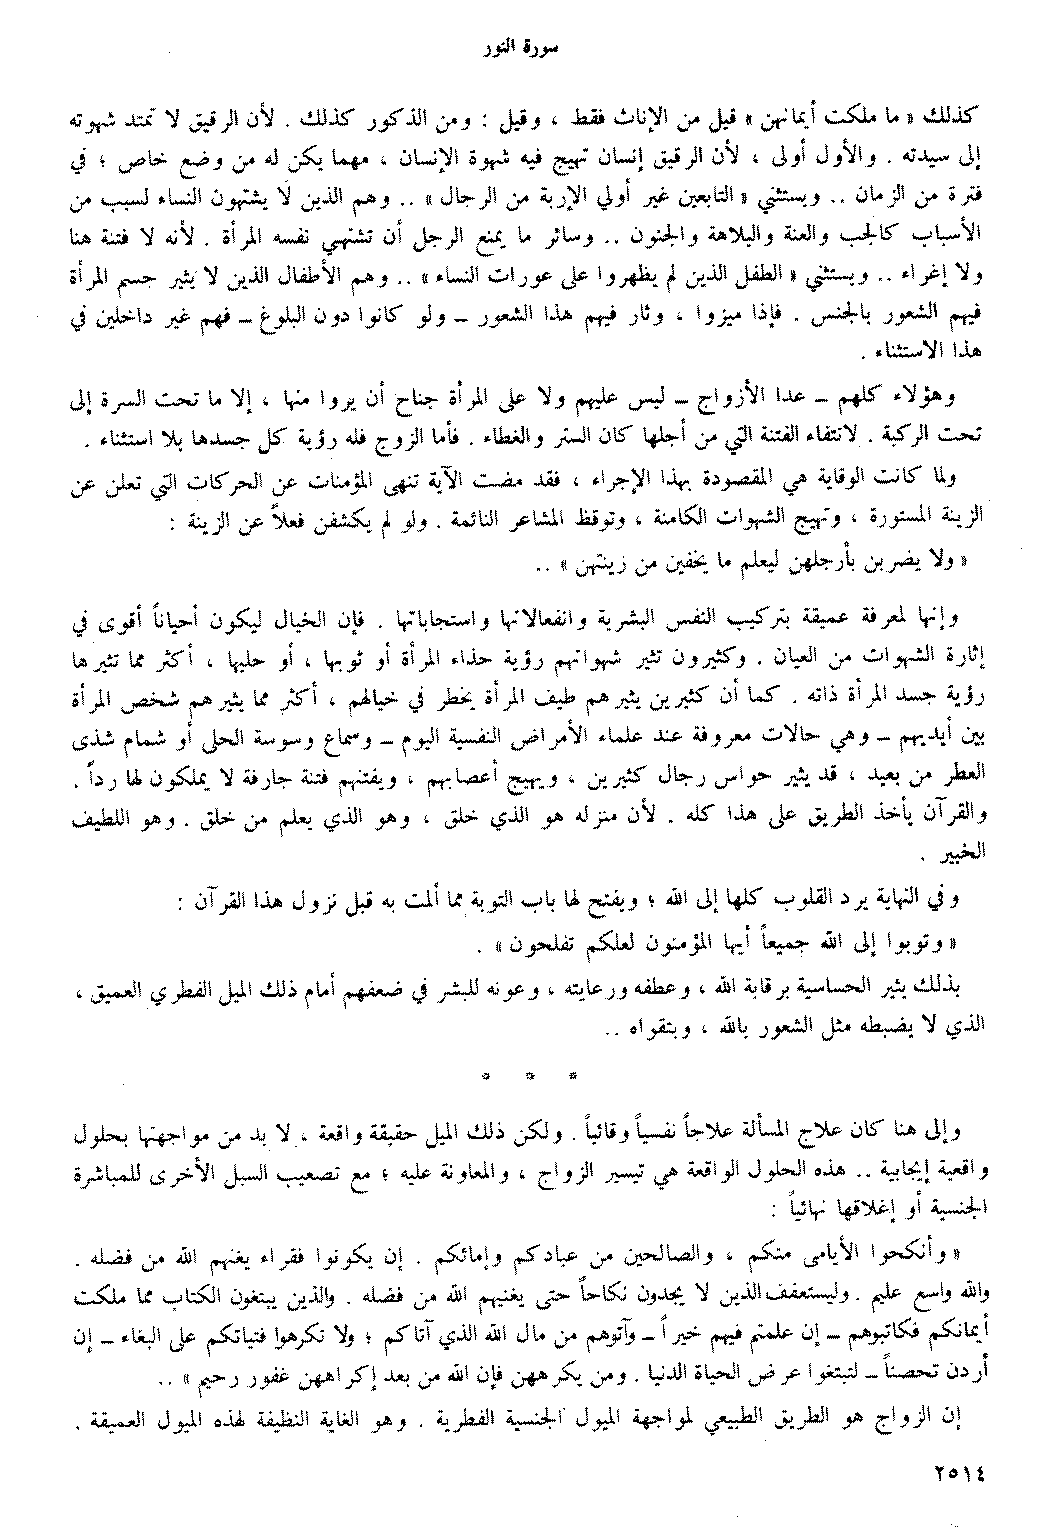 سورة النور
كذلك « ما ملكت أيمانهن » قيل من الإناث فقط ، وقيل : ومن الذكور كذلك . لأن الرقيق لا تمتد شهوته
إلى سيدته . والأول أولى ، لأن الرقيق إنسان تهيج فيه شهوة الإنسان ، مهما يكن له من وضع خاص ؛ في
فترة من الزمان .. ويستثني « التابعين غير أولي الإربة من الرجال » .. وهم الذين لا يشتهون النساء لسبب من
الأسباب كالجب والعنة والبلاهة والجنون .. وسائر ما يمنع الرجل أن تشتهي نفسه المرأة . لأنه لا فتنة هنا
ولا إغراء .. ويستثني « الطفل الذين لم يظهروا على عورات النساء » .. وهم الأطفال الذين لا يثير جسم المرأة
فيهم الشعور بالجنس . فإذا ميزوا ، وثار فيهم هذا الشعور – ولو كانوا دون البلوغ – فهم غير داخلين في
هذا الاستثناء .
وهؤلاء كلهم – عدا الأزواج – ليس عليهم ولا على المرأة جناح أن يروا منها ، إلا ما تحت السرة إلى
تحت الركبة . لانتفاء الفتنة التي من أجلها كان الستر والغطاء . فأما الزوج فله رؤية كل جسدها بلا استثناء .
ولما كانت الوقاية هي المقصودة بهذا الإجراء ، فقد مضت الآية تنهى المؤمنات عن الحركات التي تعلن عن
الزينة المستورة ، وتهيج الشهوات الكامنة ، وتوقظ المشاعر النائمة . ولو لم يكشفن فعلاً عن الزينة :
« ولا يضربن بأرجلهن ليعلم ما يخفين من زينتهن » ..
وإنها لمعرفة عميقة بتركيب النفس البشرية وانفعالاتها واستجاباتها . فإن الخيال ليكون أحياناً أقوى في
إثارة الشهوات من العيان . وكثيرون تثير شهواتهم رؤية حذاء المرأة أو ثوبها ، أو حليها ، أكثر مما تثيرها
رؤية جسد المرأة ذاته . كما أن كثيرين يثيرهم طيف المرأة يخطر في خيالهم ، أكثر مما يثيرهم شخص المرأة
بين أيديهم – وهي حالات معروفة عند علماء الأمراض النفسية اليوم – وسماع وسوسة الحلى أو شمام شذى
العطر من بعيد ، قد يثير حواس رجال كثيرين ، ويهيج أعصابهم ، ويفتنهم فتنة جارفة لا يملكون لها رداً .
والقرآن يأخذ الطريق على هذا كله . لأن منزله هو الذي خلق ، وهو الذي يعلم من خلق . وهو اللطيف
الخبير .
وفي النهاية يرد القلوب كلها إلى الله ؛ ويفتح لها باب التوبة مما ألمت به قبل نزول هذا القرآن :
« وتوبوا إلى الله جميعاً أيها المؤمنون لعلكم تفلحون » .
بذلك يثير الحساسية برقابة الله ، وعطفه ورعايته ، وعونه للبشر في ضعفهم أمام ذلك الميل الفطري العميق ،
الذي لا يضبطه مثل الشعور بالله ، وبتقواه ..
* * *
وإلى هنا كان علاج المسألة علاجاً نفسياً وقائياً . ولكن ذلك الميل حقيقة واقعة ، لا بد من مواجهتها بحلول
واقعية إيجابية .. هذه الحلول الواقعة هي تيسير الزواج ، والمعاونة عليه ؛ مع تصعيب السبل الأخرى للمباشرة
الجنسية أو إغلاقها نهائياً :
« وأنكحوا الأيامى منكم ، والصالحين من عبادكم وإمائكم . إن يكونوا فقراء يغنهم الله من فضله .
والله واسع عليم . وليستعفف الذين لا يجدون نكاحاً حتى يغنيهم الله من فضله . والذين يبتغون الكتاب مما ملكت
أيمانكم فكاتبوهم – إن علمتم فيهم خيراً – وآتوهم من مال الله الذي آتاكم ؛ ولا تكرهوا فتياتكم على البغاء – إن
أردن تحصناً – لتبتغوا عرض الحياة الدنيا . ومن يكرههن فإن الله من بعد إكراههن غفور رحيم » ..
إن الزواج هو الطريق الطبيعي لمواجهة الميول الجنسية الفطرية . وهو الغاية النظيفة لهذه الميول العميقة .
٢٥١٤